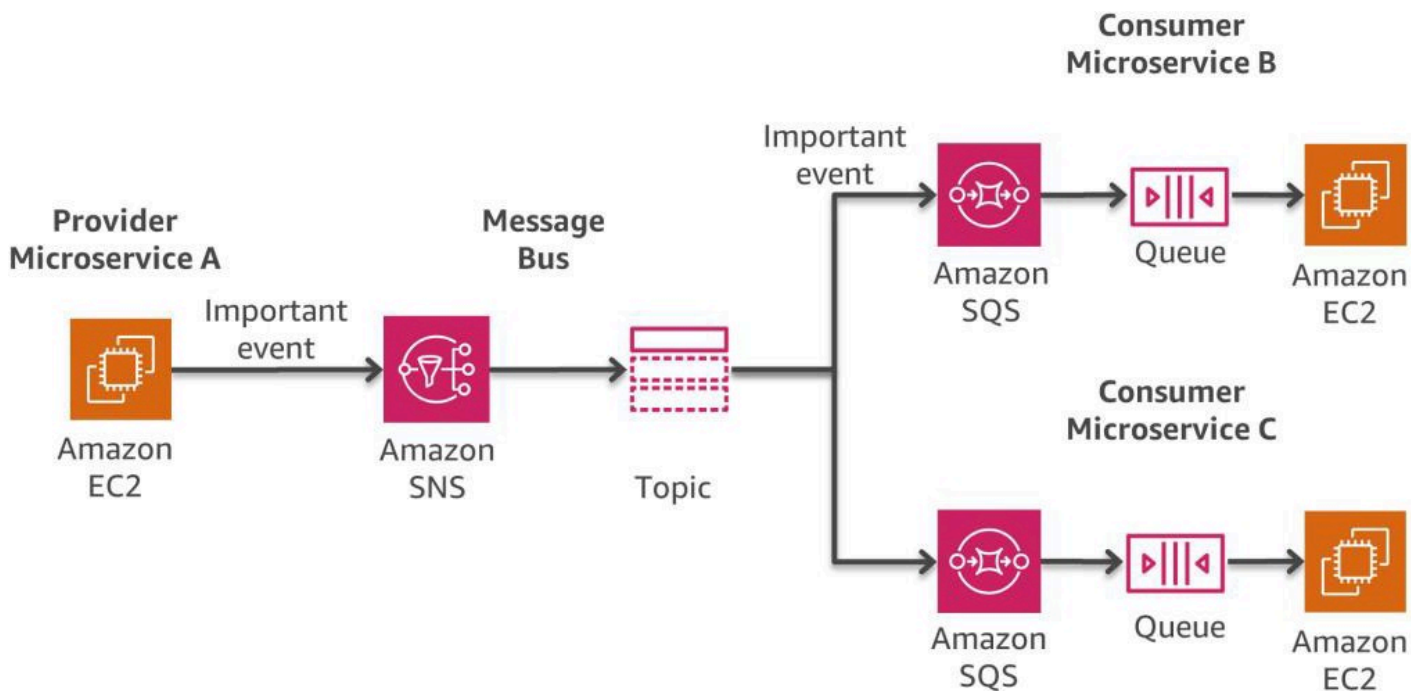 Provider
Microservice A
Important
event
Amazon
EC2
Message
Bus
Amazon
SNS
Topic
Consumer
Microservice B
Important
event
Amazon
SQS
Queue
Amazon
EC2
Consumer
Microservice C
Amazon
SQS
Queue
Amazon
EC2